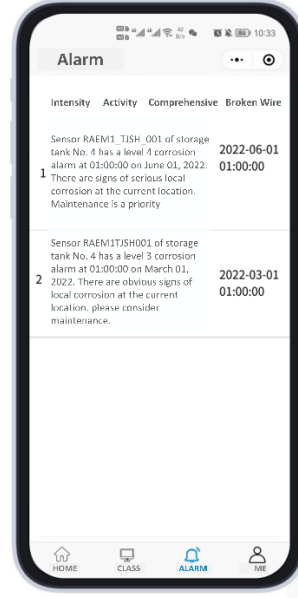 10:33
Alarm
Intensity Activity Comprehensive Broken Wire
1
Sensor RAEM1_TJSH_001 of storage
tank No. 4 has a level 4 corrosion
alarm at 01:00:00 on June 01, 2022.
There are signs of serious local
corrosion at the current location.
Maintenance is a priority
2022-06-01
01:00:00
2
Sensor RAEM1TJSH001 of storage
tank No. 4 has a level 3 corrosion
alarm at 01:00:00 on March 01,
2022. There are obvious signs of
local corrosion at the current
location. please consider
maintenance.
2022-03-01
01:00:00
HOME CLASS ALARM ME